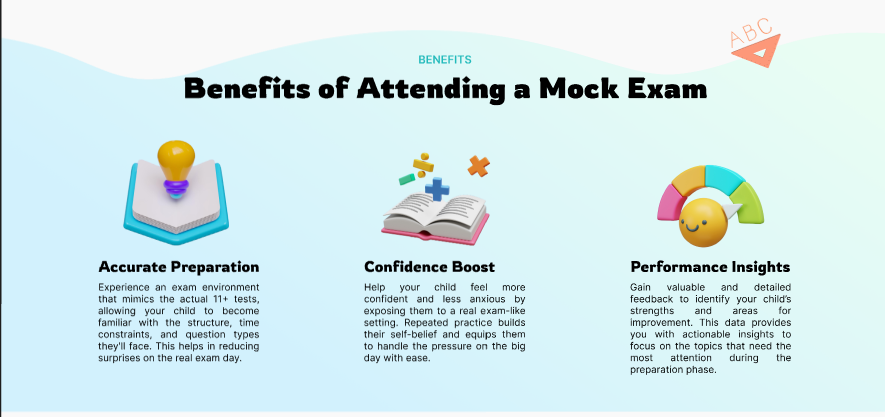 ABC
BENEFITS
Benefits of Attending a Mock Exam
Accurate Preparation
Experience an exam environment
that mimics the actual 11+ tests,
allowing your child to become
familiar with the structure, time
constraints, and question types
they'll face. This helps in reducing
surprises on the real exam day.
Confidence Boost
Help your child feel more
confident and less anxious by
exposing them to a real exam-like
setting. Repeated practice builds
their self-belief and equips them
to handle the pressure on the big
day with ease.
Performance Insights
Gain valuable and detailed
feedback to identify your child's
strengths and areas for
improvement. This data provides
you with actionable insights to
focus on the topics that need the
most attention during the
preparation phase.